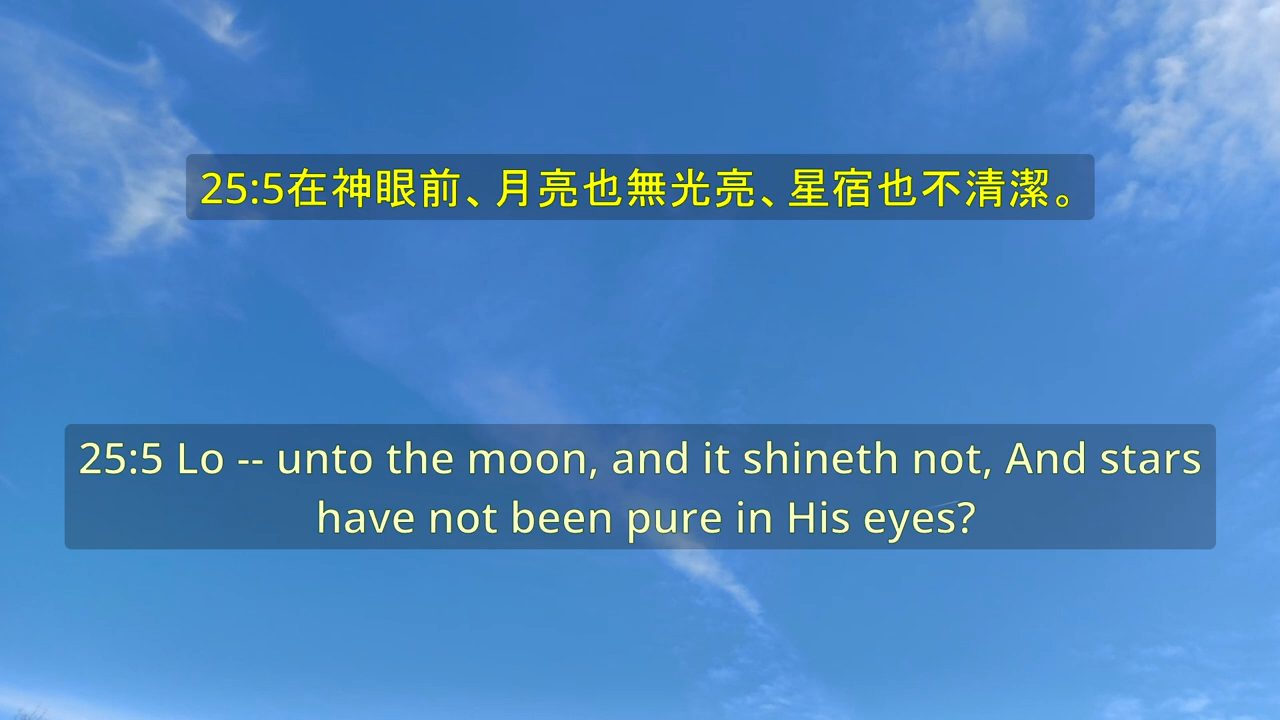 25:5在神眼前、月亮也無光亮、星宿也不清潔。
25:5 Lo -- unto the moon, and it shineth not, And stars
have not been pure in His eyes?